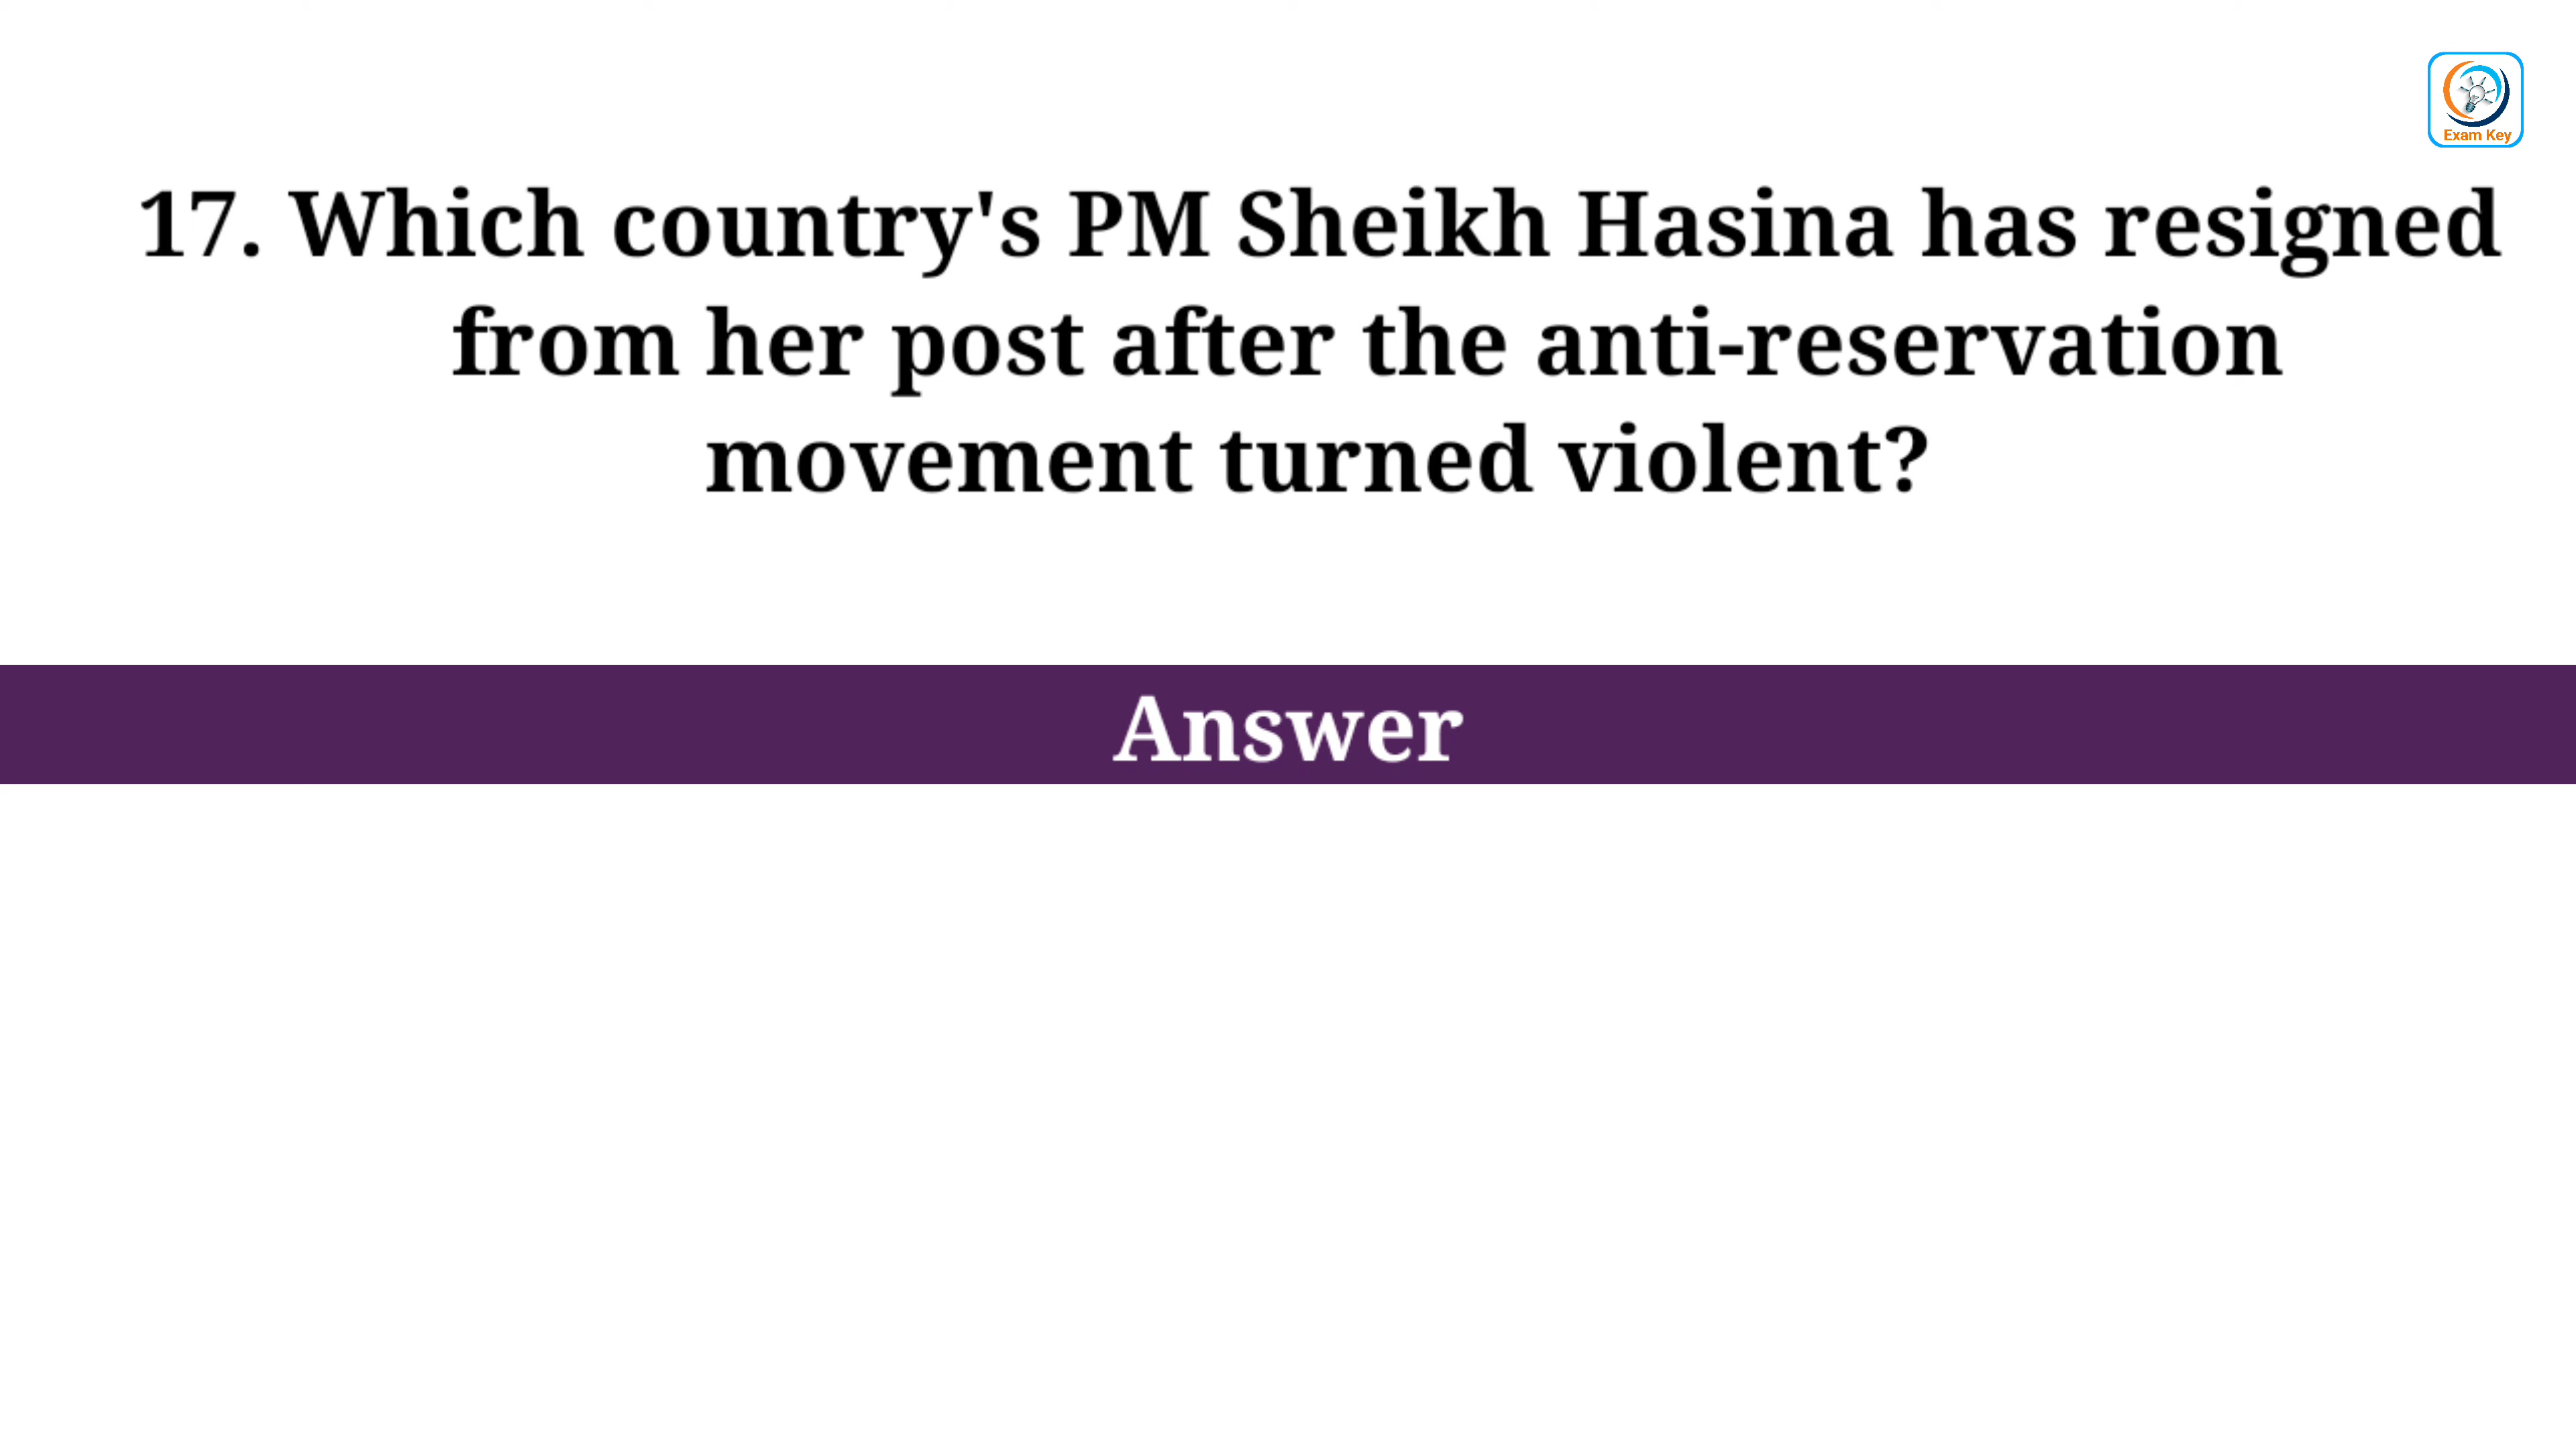 Exam Key
17. Which country's PM Sheikh Hasina has resigned
from her post after the anti-reservation
movement turned violent?
Answer